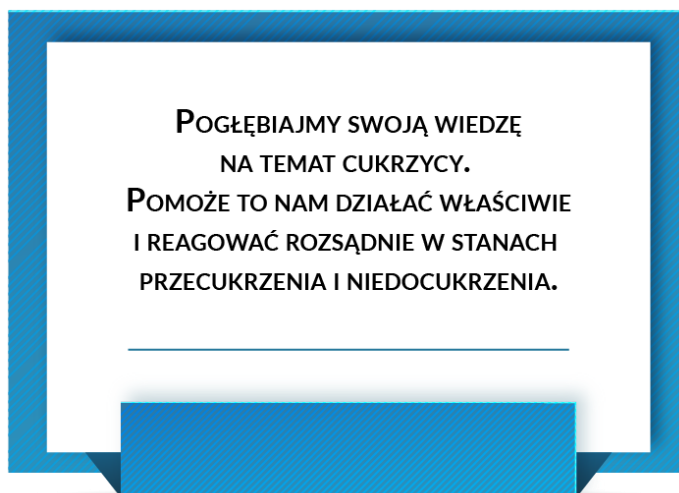 Pogłębiajmy swoją wiedzę
na temat cukrzycy.
Pomoże to nam działać właściwie
i reagować rozsądnie w stanach
przecukrzenia i niedocukrzenia.